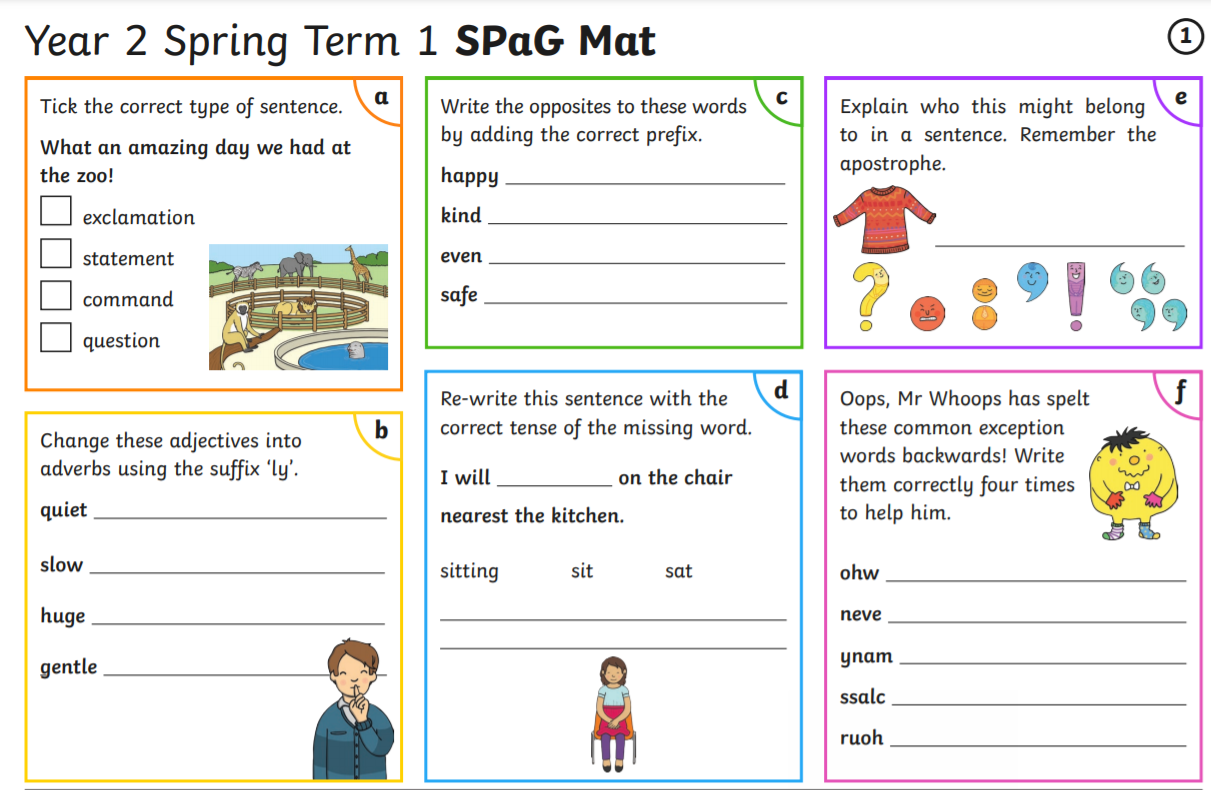 Year 2 Spring Term 1 SPaG Mat
1
a
Tick the correct type of sentence.
What an amazing day we had at
the zoo!
exclamation
statement
command
question
b
Change these adjectives into
adverbs using the suffix ‘ly’.
quiet
slow
huge
gentle
c
Write the opposites to these words
by adding the correct prefix.
happy
kind
even
safe
d
Re-write this sentence with the
correct tense of the missing word.
I will ____________ on the chair
nearest the kitchen.
sitting sit sat
e
Explain who this might belong
to in a sentence. Remember the
apostrophe.
f
Oops, Mr Whoops has spelt
these common exception
words backwards! Write
them correctly four times
to help him.
ohw
neve
ynam
ssalc
ruoh